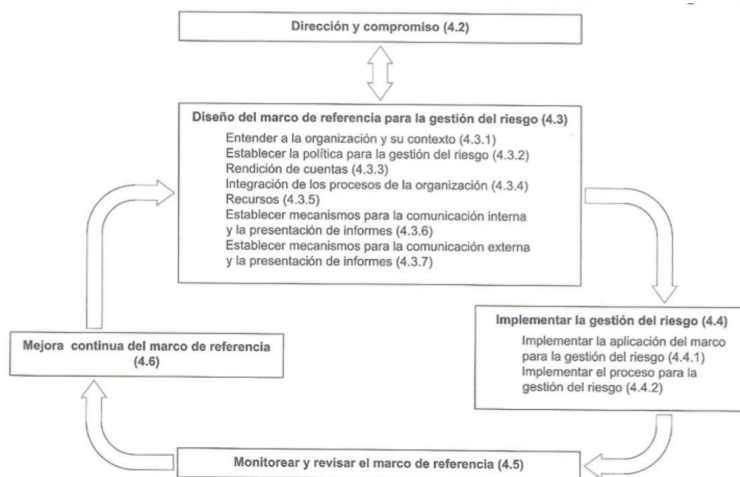 Dirección y compromiso (4.2)
Diseño del marco de referencia para la gestión del riesgo (4.3)
Entender a la organización y su contexto (4.3.1)
Establecer la política para la gestión del riesgo (4.3.2)
Rendición de cuentas (4.3.3)
Integración de los procesos de la organización (4.3.4)
Recursos (4.3.5)
Establecer mecanismos para la comunicación interna
y la presentación de informes (4.3.6)
Establecer mecanismos para la comunicación externa
y la presentación de informes (4.3.7)
Implementar la gestión del riesgo (4.4)
Implementar la aplicación del marco
para la gestión del riesgo (4.4.1)
Implementar el proceso para la
gestión del riesgo (4.4.2)
Monitorear y revisar el marco de referencia (4.5)
Mejora continua del marco de referencia
(4.6)